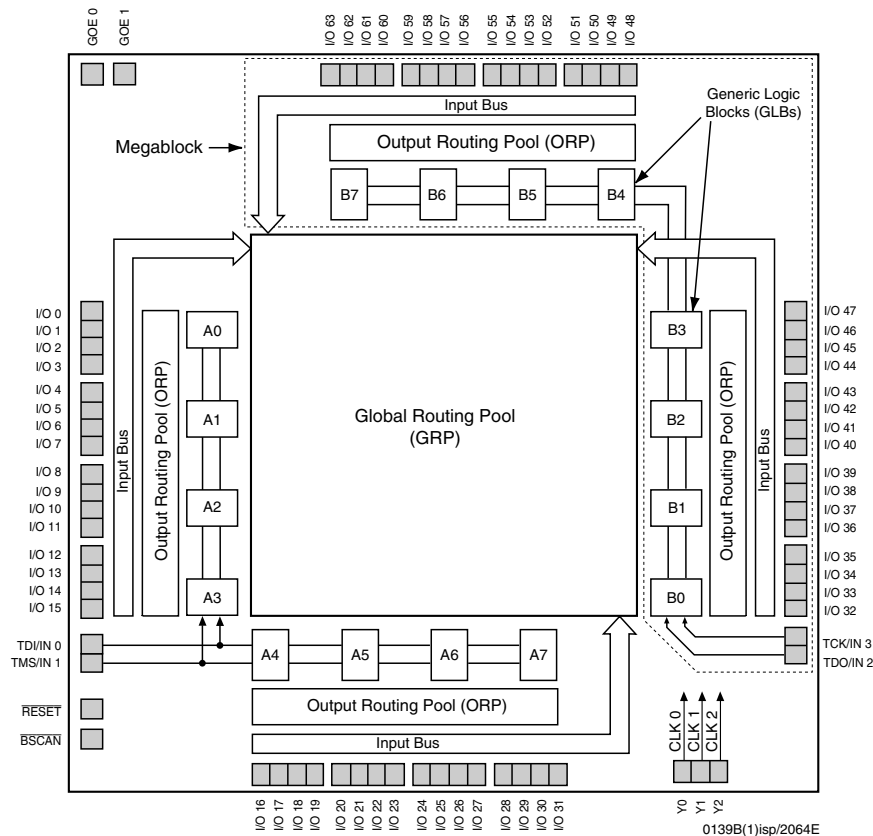 GOE 0
GOE 1
I/O 63
I/O 62
I/O 61
I/O 60
I/O 59
I/O 58
I/O 57
I/O 56
I/O 55
I/O 54
I/O 53
I/O 52
I/O 51
I/O 50
I/O 49
I/O 48
Input Bus
Generic Logic
Blocks (GLBs)
Megablock
Output Routing Pool (ORP)
B7
B6
B5
B4
I/O 0
I/O 1
I/O 2
I/O 3
I/O 4
I/O 5
I/O 6
I/O 7
I/O 8
I/O 9
I/O 10
I/O 11
I/O 12
I/O 13
I/O 14
I/O 15
Input Bus
Output Routing Pool (ORP)
A0
A1
A2
A3
Global Routing Pool
(GRP)
B3
B2
B1
B0
Output Routing Pool (ORP)
Input Bus
I/O 47
I/O 46
I/O 45
I/O 44
I/O 43
I/O 42
I/O 41
I/O 40
I/O 39
I/O 38
I/O 37
I/O 36
I/O 35
I/O 34
I/O 33
I/O 32
TDI/IN 0
TMS/IN 1
A4
A5
A6
A7
TCK/IN 3
TDO/IN 2
RESET
BSCAN
Output Routing Pool (ORP)
Input Bus
CLK 0
CLK 1
CLK 2
I/O 16
I/O 17
I/O 18
I/O 19
I/O 20
I/O 21
I/O 22
I/O 23
I/O 24
I/O 25
I/O 26
I/O 27
I/O 28
I/O 29
I/O 30
I/O 31
Y0
Y1
Y2
0139B(1)isp/2064E